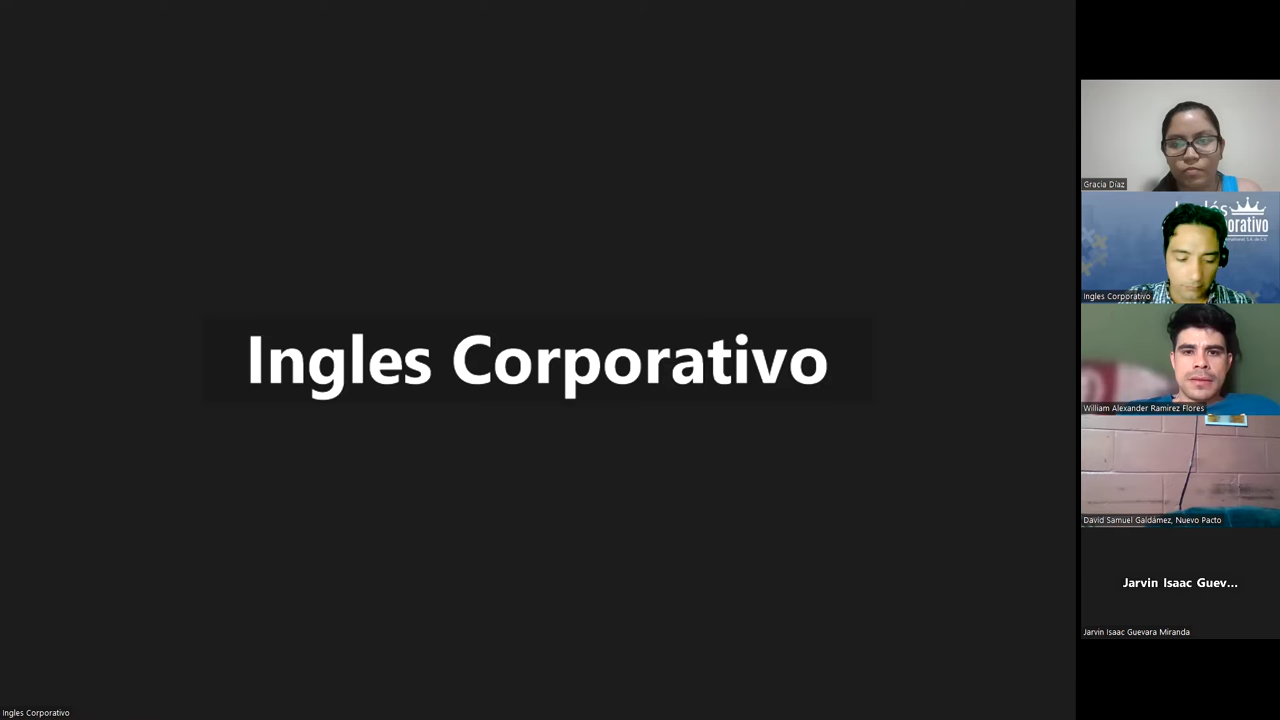 Ingles Corporativo
Ingles Corporativo
Gracia Díaz
Ingles Corporativo
William Alexander Ramirez Flores
David Samuel Galdámez, Nuevo Pacto
Jarvin Isaac Guev...
Jarvin Isaac Guevara Miranda